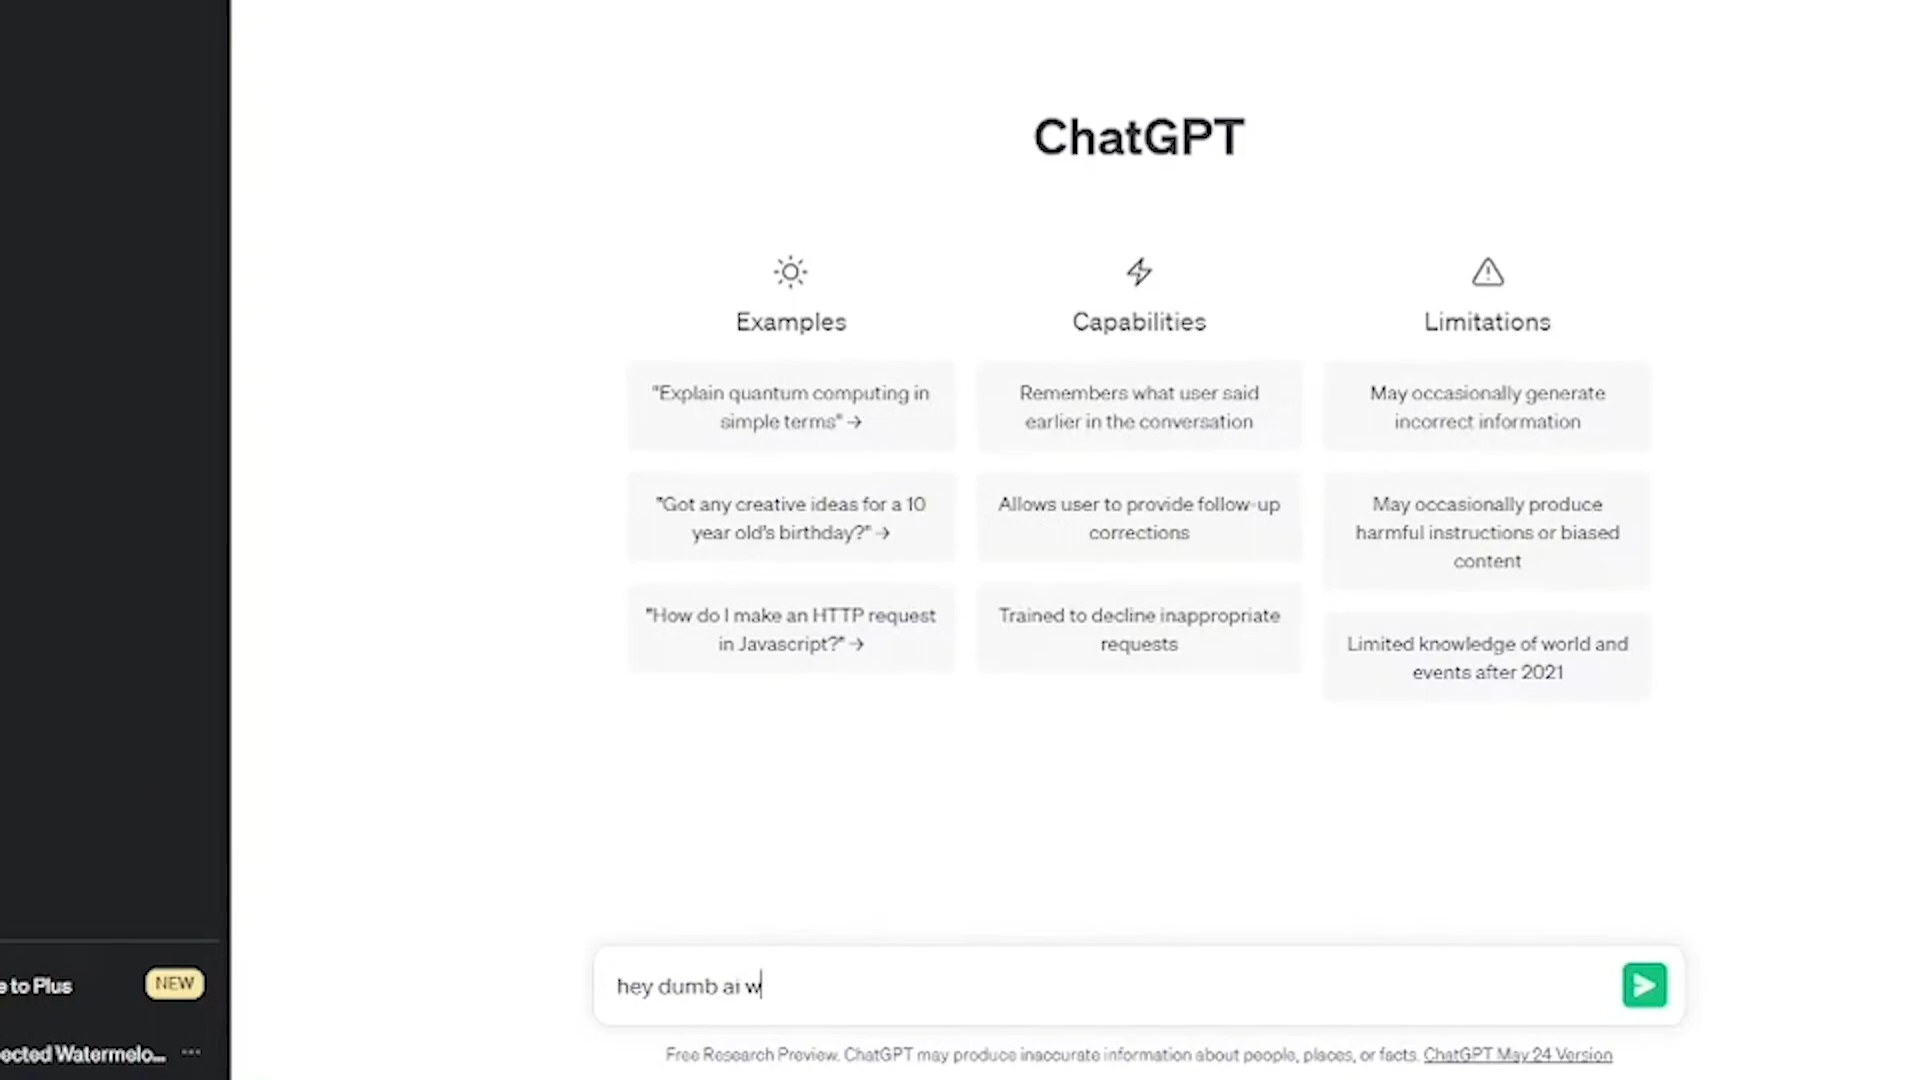 ChatGPT
Examples
"Explain quantum computing in
simple terms" →
"Got any creative ideas for a 10
year old's birthday?" →
"How do I make an HTTP request
in Javascript?" →
Capabilities
Remembers what user said
earlier in the conversation
Allows user to provide follow-up
corrections
Trained to decline inappropriate
requests
Limitations
May occasionally generate
incorrect information
May occasionally produce
harmful instructions or biased
content
Limited knowledge of world and
events after 2021
e to Plus NEW
ected Watermelo... ...
hey dumb ai w
Free Research Preview. ChatGPT may produce inaccurate information about people, places, or facts. ChatGPT May 24 Version